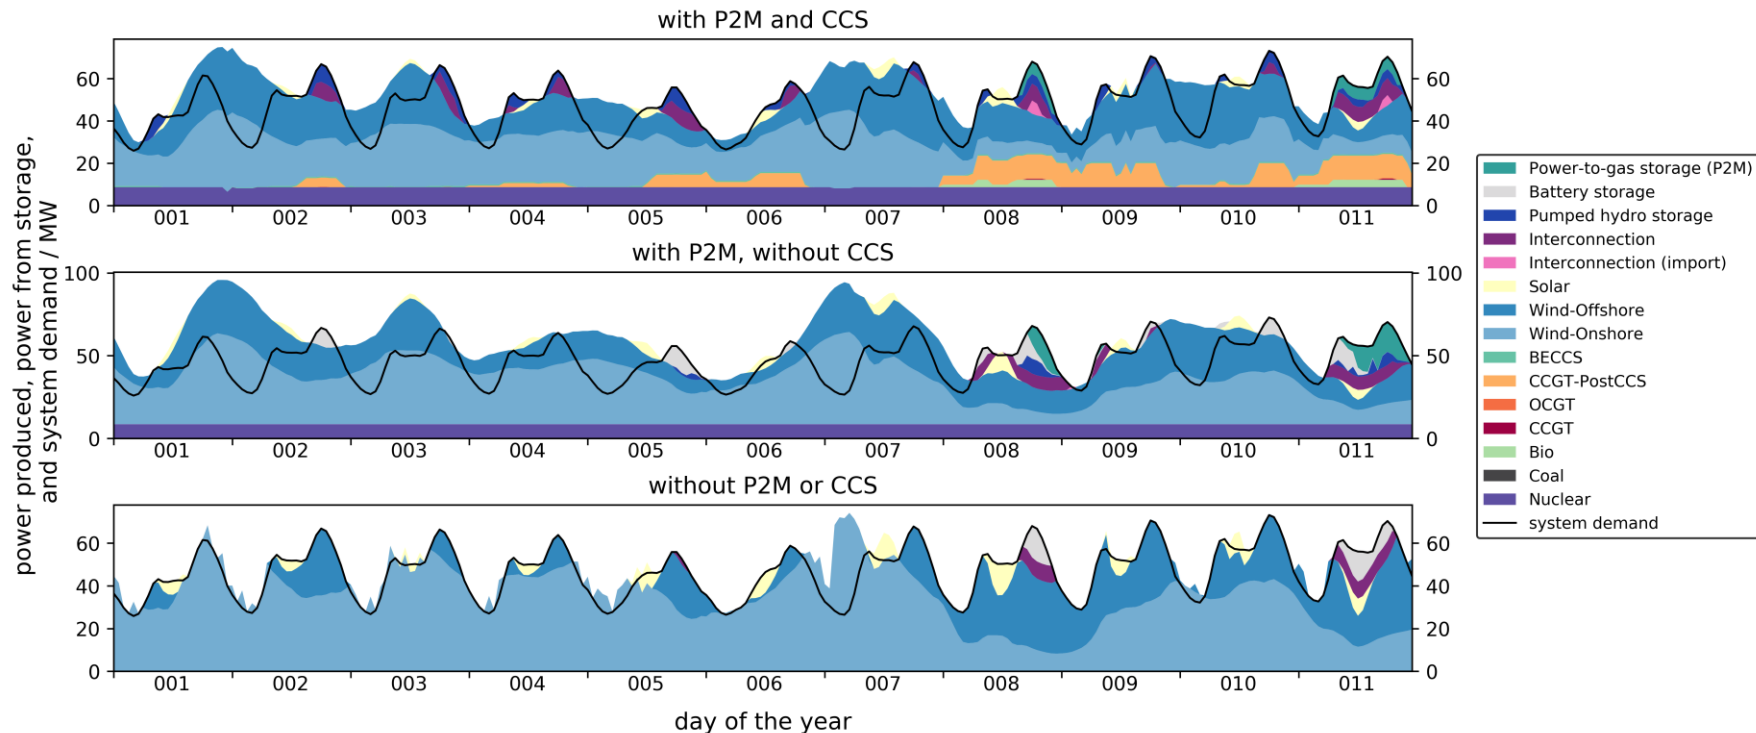 with P2M and CCS
60
40
20
0
60
40
20
0
001 002 003 004 005 006 007 008 009 010 011
with P2M, without CCS
100
50
0
100
50
0
001 002 003 004 005 006 007 008 009 010 011
without P2M or CCS
60
40
20
0
60
40
20
0
001 002 003 004 005 006 007 008 009 010 011
day of the year
power produced, power from storage,
and system demand / MW
Power-to-gas storage (P2M)
Battery storage
Pumped hydro storage
Interconnection
Interconnection (import)
Solar
Wind-Offshore
Wind-Onshore
BECCS
CCGT-PostCCS
OCGT
CCGT
Bio
Coal
Nuclear
system demand